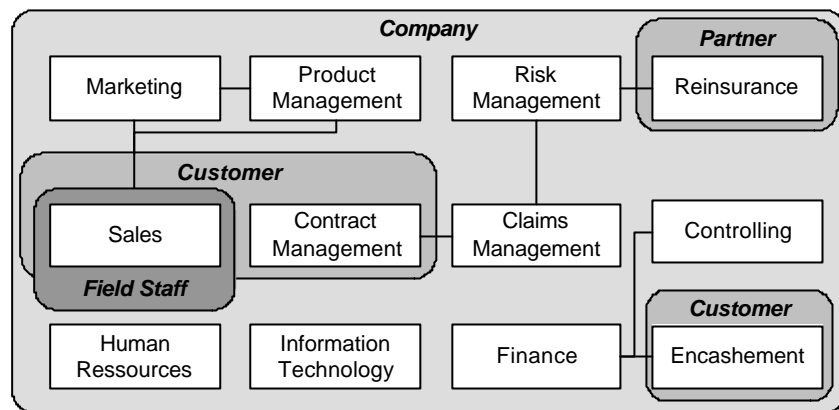 Company
Partner
Marketing
Product
Management
Risk
Management
Reinsurance
Customer
Sales
Contract
Management
Claims
Management
Controlling
Field Staff
Customer
Human
Ressources
Information
Technology
Finance
Encashement